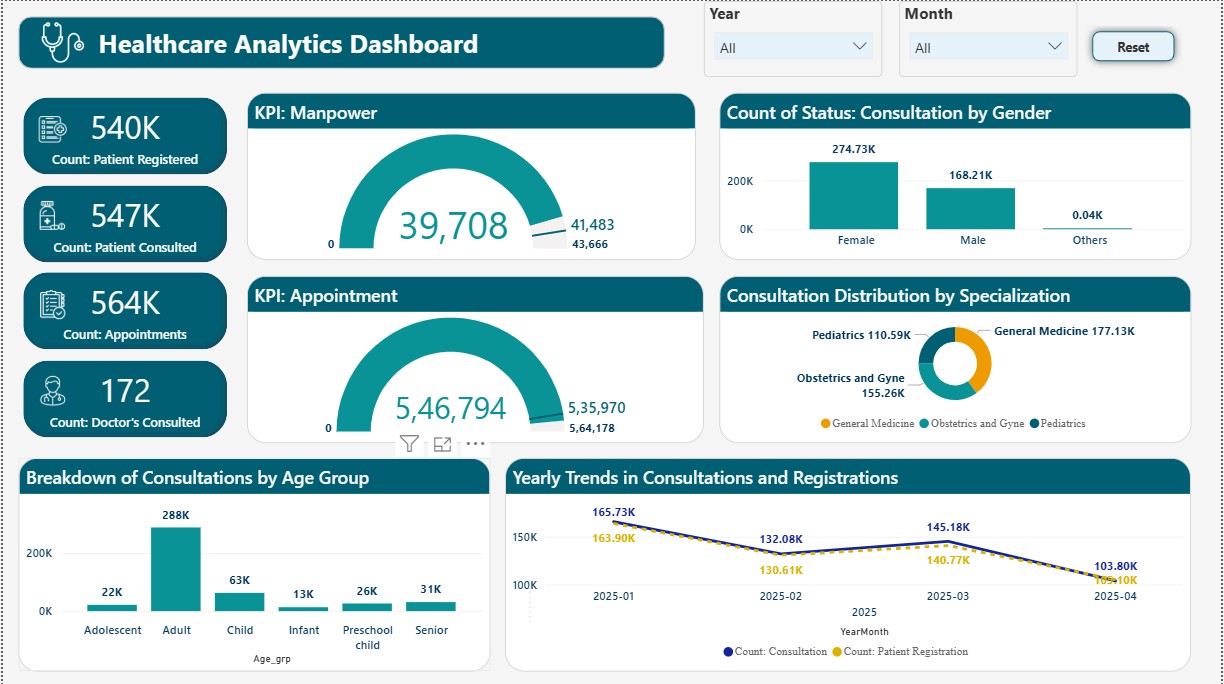 Healthcare Analytics Dashboard
Year
All
Month
All
Reset
540K
Count: Patient Registered
547K
Count: Patient Consulted
564K
Count: Appointments
172
Count: Doctor's Consulted
KPI: Manpower
39,708
0
41,483
43,666
KPI: Appointment
5,46,794
0
5,35,970
5,64,178
Count of Status: Consultation by Gender
274.73K
168.21K
0.04K
200K
0K
Female
Male
Others
Consultation Distribution by Specialization
Pediatrics 110.59K
General Medicine 177.13K
Obstetrics and Gyne
155.26K
General Medicine
Obstetrics and Gyne
Pediatrics
Breakdown of Consultations by Age Group
288K
200K
22K
63K
13K
26K
31K
0K
Adolescent
Adult
Child
Infant
Preschool
child
Senior
Age_grp
Yearly Trends in Consultations and Registrations
165.73K
163.90K
132.08K
130.61K
145.18K
140.77K
103.80K
150K
100K
2025-01
2025-02
2025-03
2025-04
2025
YearMonth
Count: Consultation
Count: Patient Registration